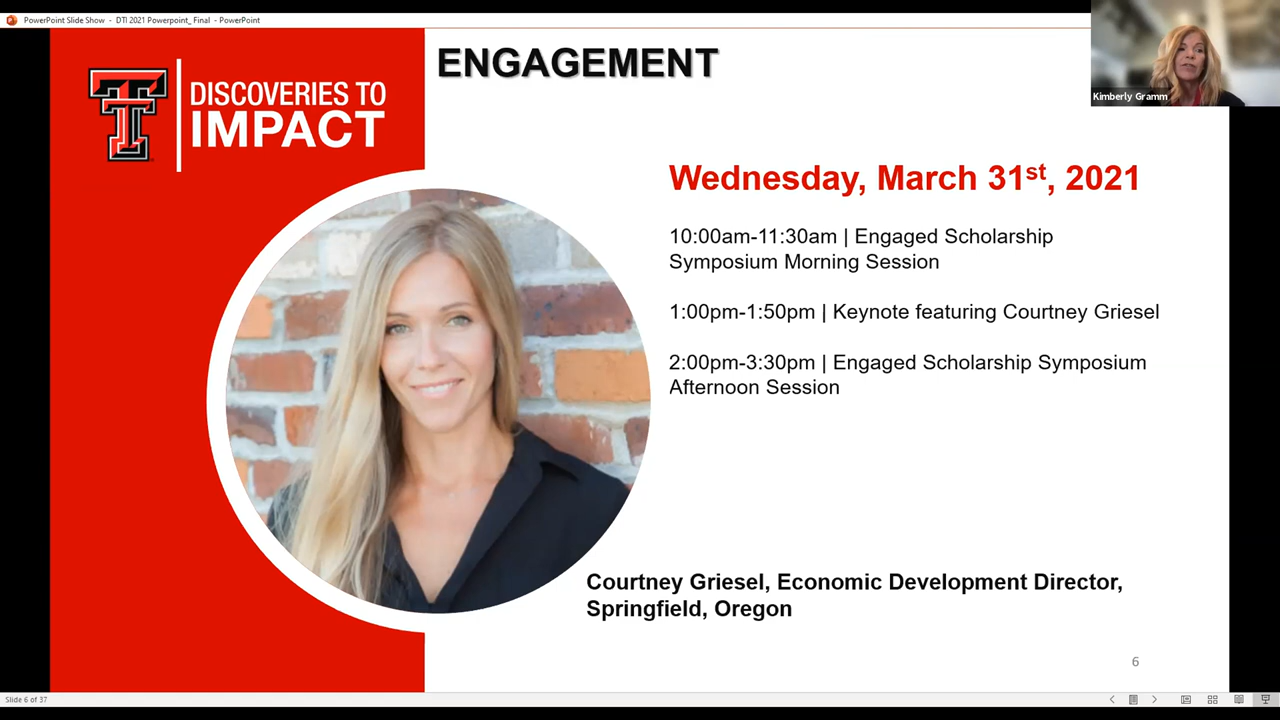 PowerPoint Slide Show - DTI 2021 Powerpoint_ Final - PowerPoint
ENGAGEMENT
Kimberly Gramm
T
DISCOVERIES TO
IMPACT
Wednesday, March 31st, 2021
10:00am-11:30am | Engaged Scholarship
Symposium Morning Session
1:00pm-1:50pm | Keynote featuring Courtney Griesel
2:00pm-3:30pm | Engaged Scholarship Symposium
Afternoon Session
Courtney Griesel, Economic Development Director,
Springfield, Oregon
6
Slide 6 of 37